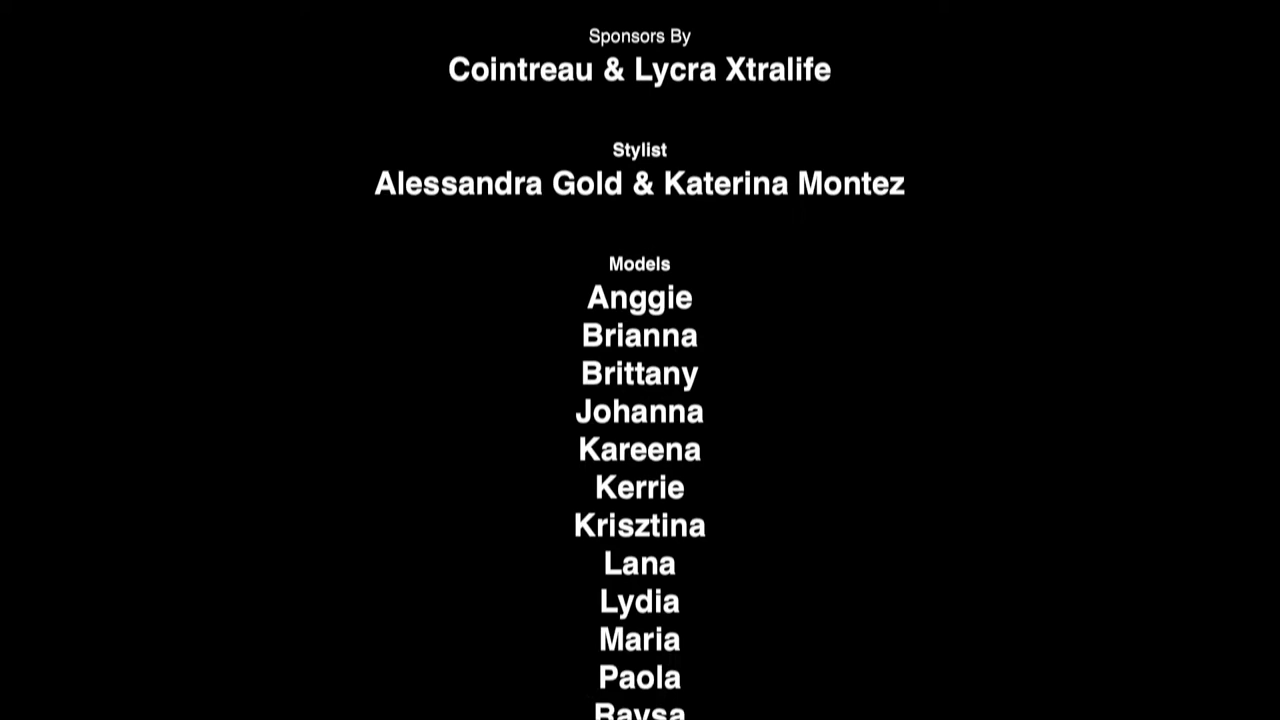 Sponsors By
Cointreau & Lycra Xtralife
Stylist
Alessandra Gold & Katerina Montez
Models
Anggie
Brianna
Brittany
Johanna
Kareena
Kerrie
Krisztina
Lana
Lydia
Maria
Paola
Raysa